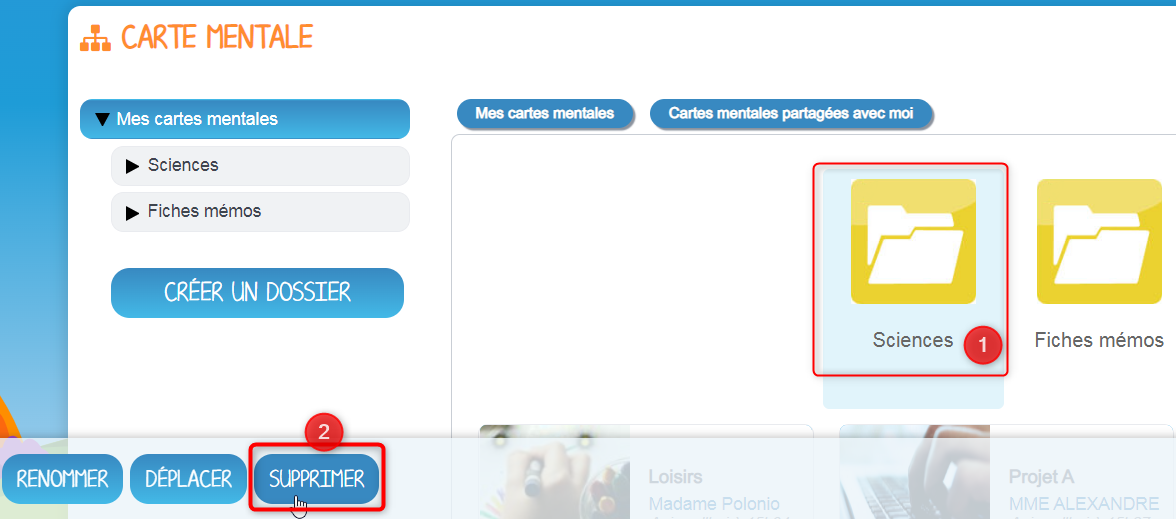 CARTE MENTALE
Mes cartes mentales
Sciences
Fiches mémos
CRÉER UN DOSSIER
Mes cartes mentales
Cartes mentales partagées avec moi
Sciences
1
Fiches mémos
2
RENOMMER
DÉPLACER
SUPPRIMER
Loisirs
Madame Polonio
Projet A
MME ALEXANDRE